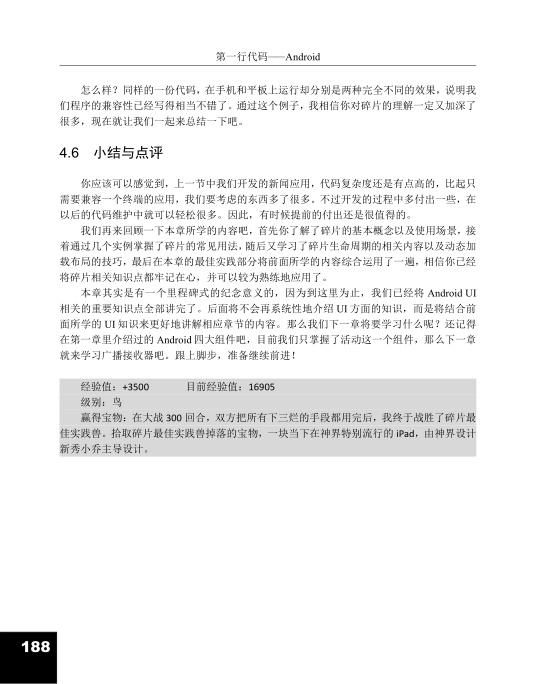 第一行代码——Android
怎么样？同样的一份代码，在手机和平板上运行却分别是两种完全不同的效果，说明我
们程序的兼容性已经写得相当不错了。通过这个例子，我相信你对碎片的理解一定又加深了
很多，现在就让我们一起来总结一下吧。
4.6 小结与点评
你应该可以感觉到，上一节中我们开发的新闻应用，代码复杂度还是有点高的，比起只
需要兼容一个终端的应用，我们要考虑的东西多了很多。不过开发的过程中多付出一些，在
以后的代码维护中就可以轻松很多。因此，有时候提前的付出还是很值得的。
我们再来回顾一下本章所学的内容吧，首先你了解了碎片的基本概念以及使用场景，接
着通过几个实例掌握了碎片的常见用法，随后又学习了碎片生命周期的相关内容以及动态加
载布局的技巧，最后在本章的最佳实践部分将前面所学的内容综合运用了一遍，相信你已经
将碎片相关知识点都牢记在心，并可以较为熟练地应用了。
本章其实是有一个里程碑式的纪念意义的，因为到这里为止，我们已经将 Android UI
相关的重要知识点全部讲完了。后面将不会再系统性地介绍 UI 方面的知识，而是将结合前
面所学的 UI 知识来更好地讲解相应章节的内容。那么我们下一章将要学习什么呢？还记得
在第一章里介绍过的 Android 四大组件吧，目前我们只掌握了活动这一个组件，那么下一章
就来学习广播接收器吧。跟上脚步，准备继续前进！
经验值：+3500 目前经验值：16905
级别：鸟
赢得宝物：在大战 300 回合，双方把所有下三烂的手段都用完后，我终于战胜了碎片最
佳实践兽。拾取碎片最佳实践兽掉落的宝物，一块当下在神界特别流行的 iPad，由神界设计
新秀小乔主导设计。
188